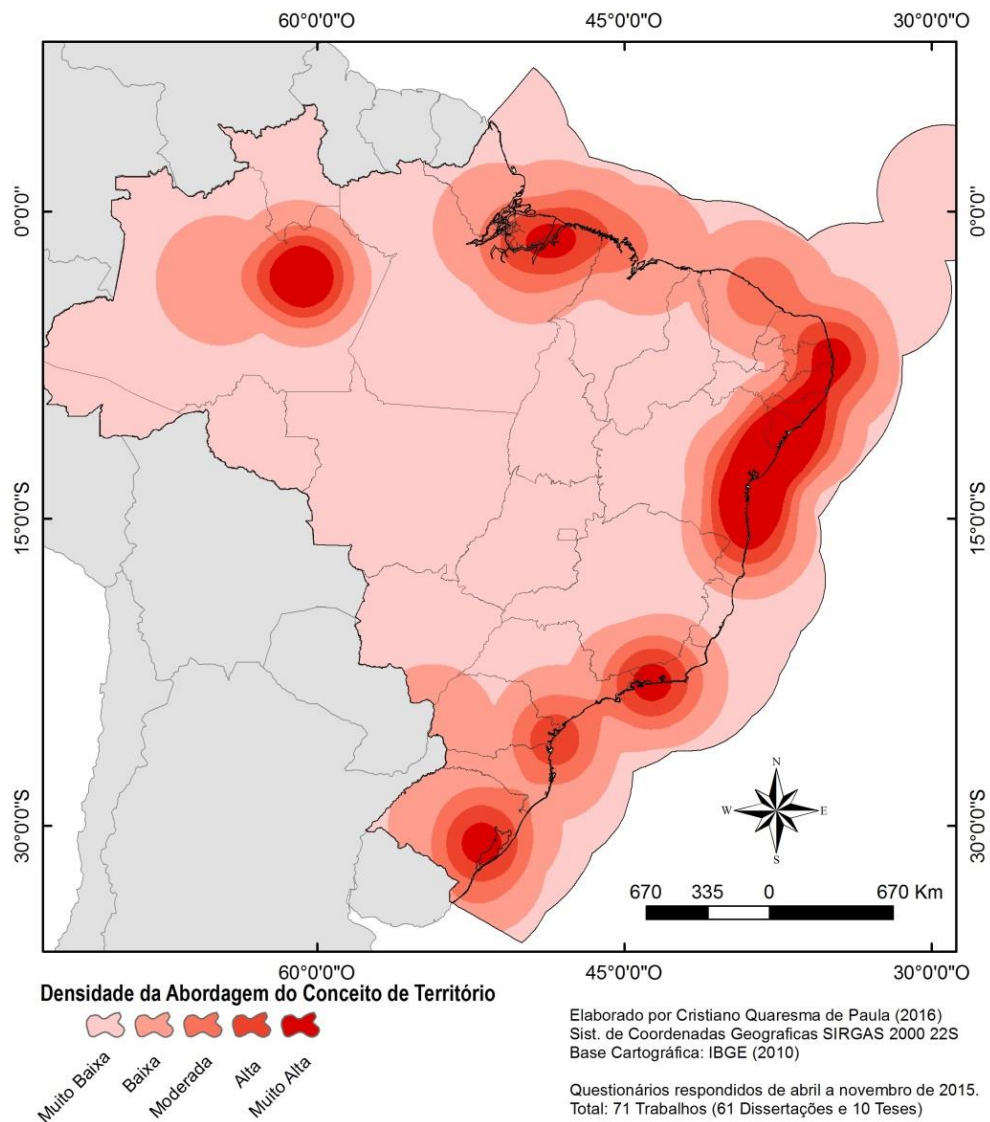 60°0'0"O 45°0'0"O 30°0'0"O
0°0'0" 0°0'0"
15°0'0"S 15°0'0"S
30°0'0"S 30°0'0"S
N
W E
S
670 335 0 670 Km
60°0'0"O 45°0'0"O 30°0'0"O
Densidade da Abordagem do Conceito de Território
Muito Baixa
Baixa
Moderada
Alta
Muito Alta
Elaborado por Cristiano Quaresma de Paula (2016)
Sist. de Coordenadas Geograficas SIRGAS 2000 22S
Base Cartográfica: IBGE (2010)
Questionários respondidos de abril a novembro de 2015.
Total: 71 Trabalhos (61 Dissertações e 10 Teses)